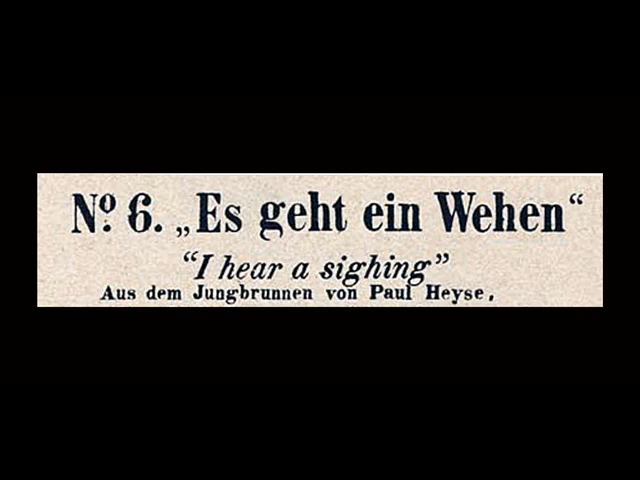 Nº 6. „Es geht ein Wehen“
“I hear a sighing”
Aus dem Jungbrunnen von Paul Heyse.